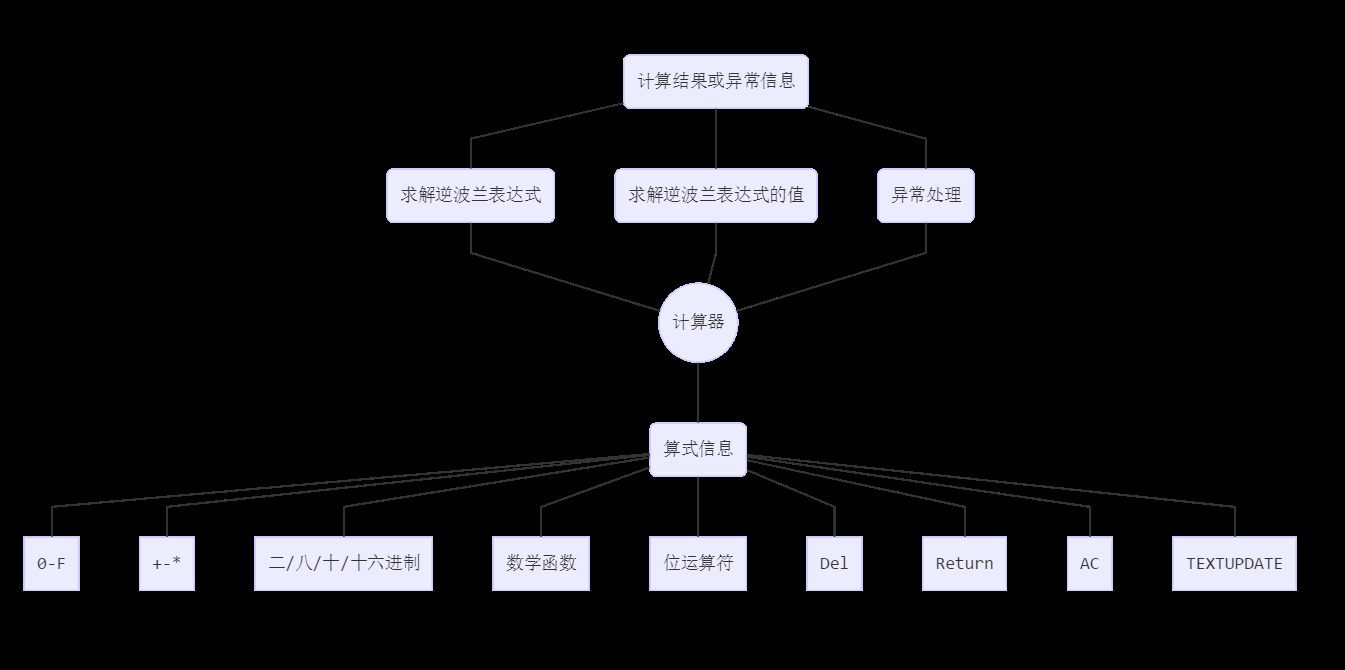 计算结果或异常信息
求解逆波兰表达式
求解逆波兰表达式的值
异常处理
计算器
算式信息
0-F
+-*
二/八/十/十六进制
数学函数
位运算符
Del
Return
AC
TEXTUPDATE